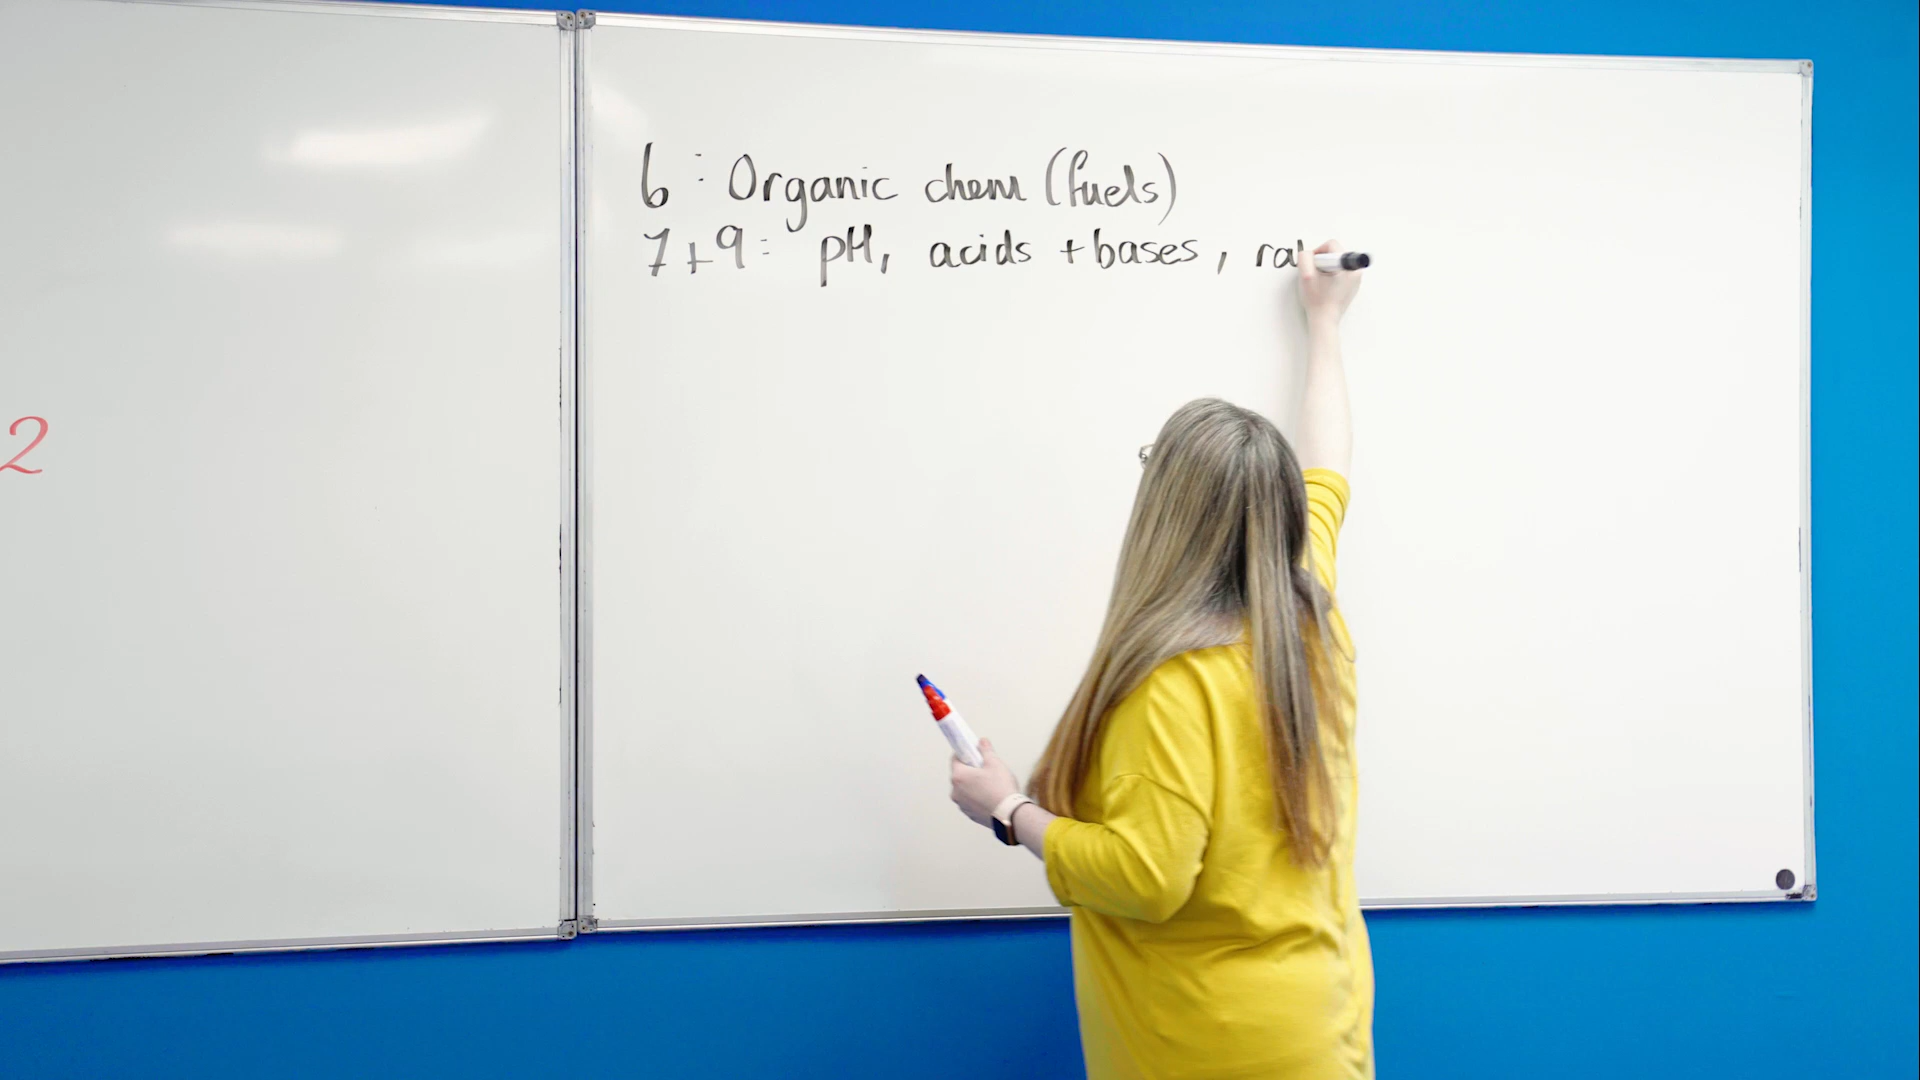 6: Organic chem (fuels)
7+9: pH, acids + bases,
2